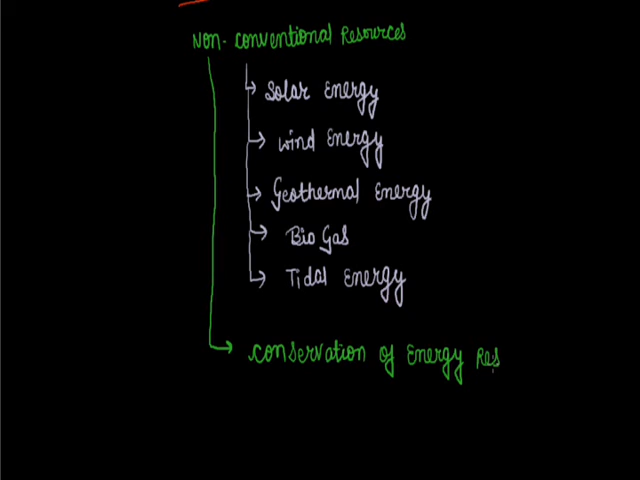 Non-Conventional Resources
Solar Energy
Wind Energy
Geothermal Energy
Bio Gas
Tidal Energy
Conservation of Energy Res